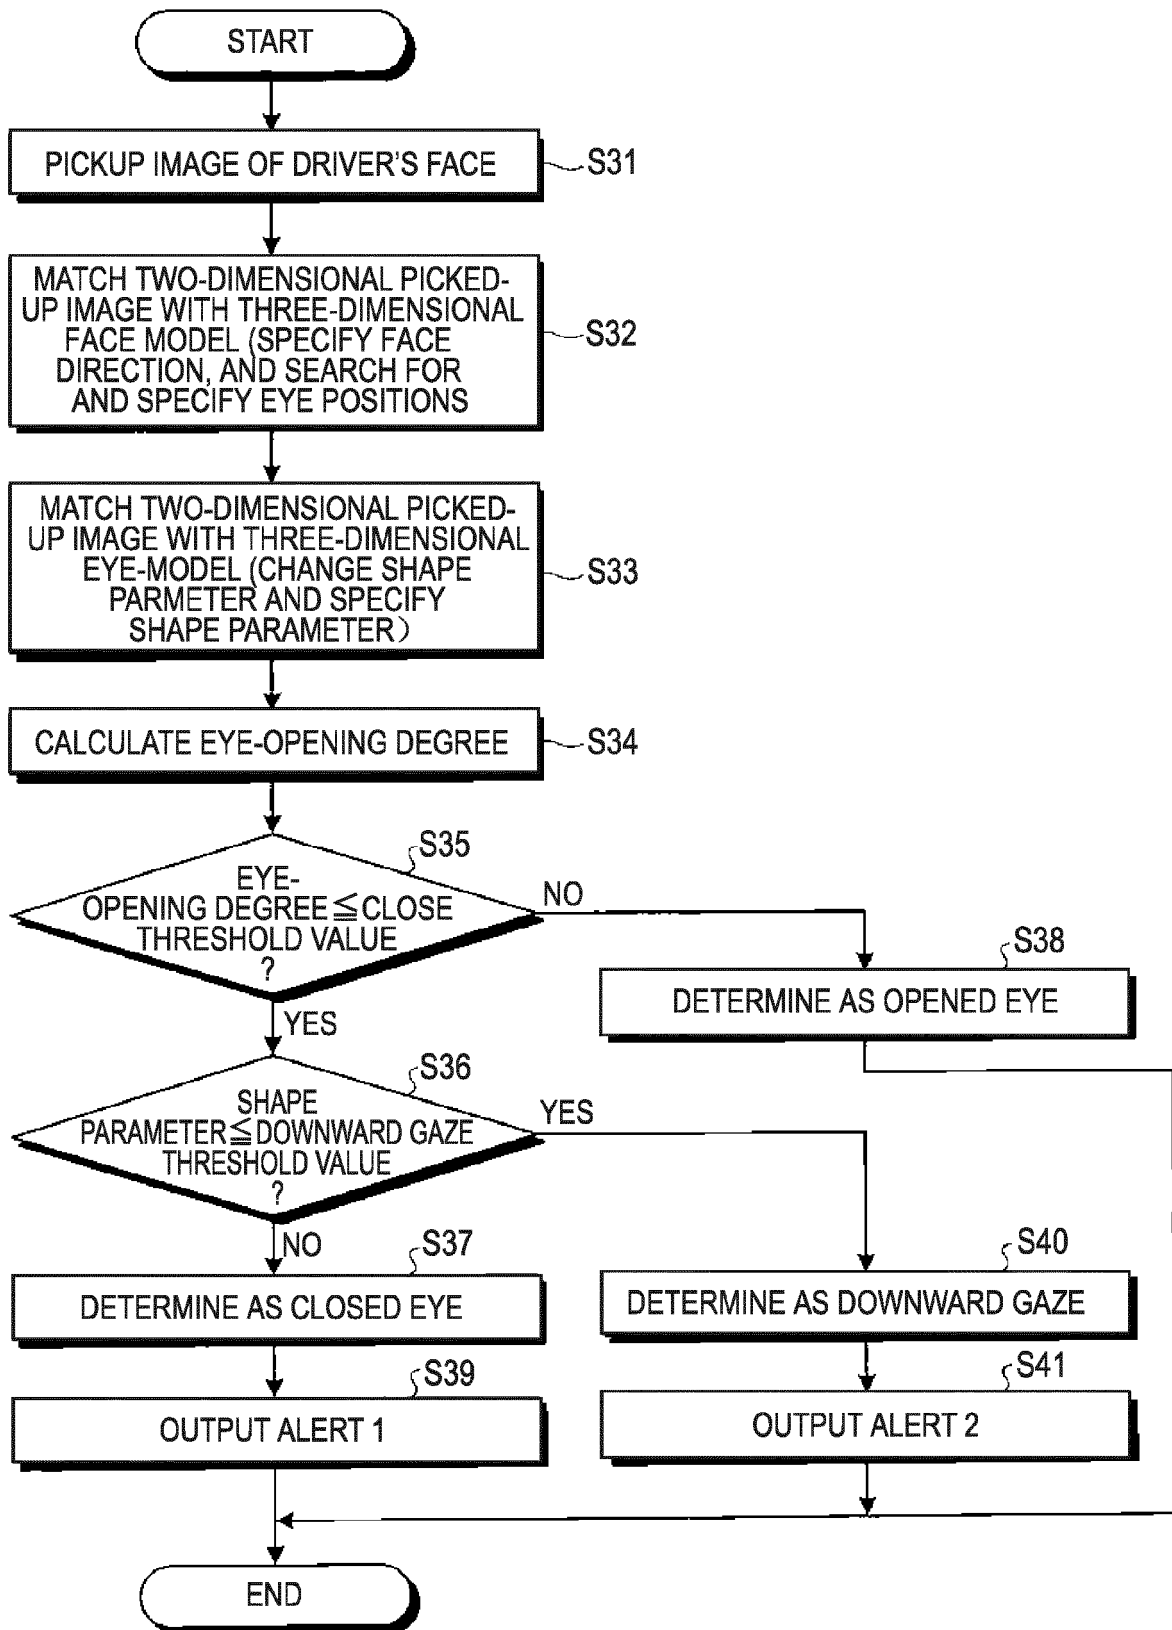 START
PICKUP IMAGE OF DRIVER'S FACE
S31
MATCH TWO-DIMENSIONAL PICKED-
UP IMAGE WITH THREE-DIMENSIONAL
FACE MODEL (SPECIFY FACE
DIRECTION, AND SEARCH FOR
AND SPECIFY EYE POSITIONS
S32
MATCH TWO-DIMENSIONAL PICKED-
UP IMAGE WITH THREE-DIMENSIONAL
EYE-MODEL (CHANGE SHAPE
PARMETER AND SPECIFY
SHAPE PARAMETER)
S33
CALCULATE EYE-OPENING DEGREE
S34
S35
EYE-
OPENING DEGREE≦CLOSE
THRESHOLD VALUE
?
NO
YES
S38
DETERMINE AS OPENED EYE
S36
SHAPE
PARAMETER≦DOWNWARD GAZE
THRESHOLD VALUE
?
YES
NO
S37
DETERMINE AS CLOSED EYE
S40
DETERMINE AS DOWNWARD GAZE
S39
OUTPUT ALERT 1
S41
OUTPUT ALERT 2
END